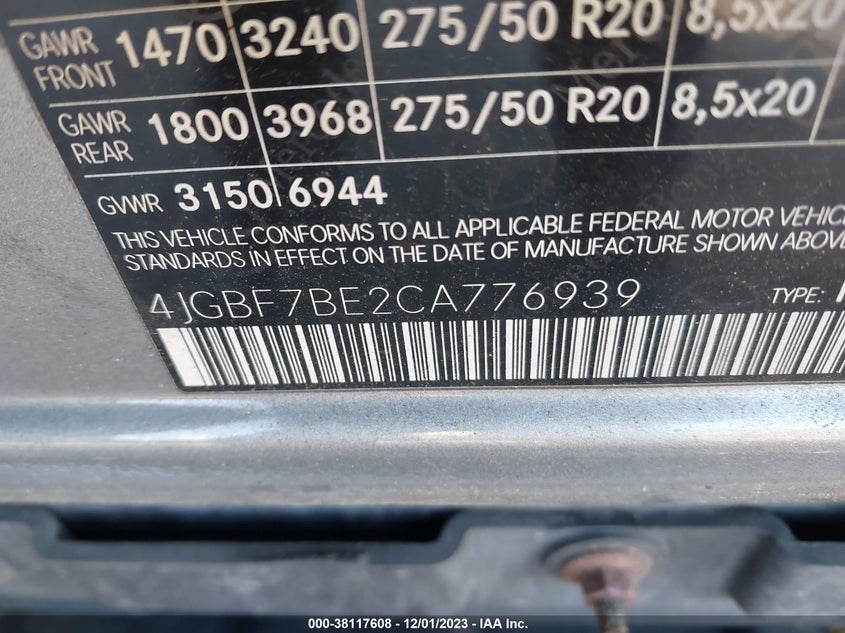 GAWR FRONT 1470 3240 275/50 R20 8,5x20
GAWR REAR 1800 3968 275/50 R20 8,5x20
GVWR 3150 6944
THIS VEHICLE CONFORMS TO ALL APPLICABLE FEDERAL MOTOR VEHIC
STANDARDS IN EFFECT ON THE DATE OF MANUFACTURE SHOWN ABOVE
4JGBF7BE2CA776939 TYPE:
000-38117608 - 12/01/2023 - IAA Inc.